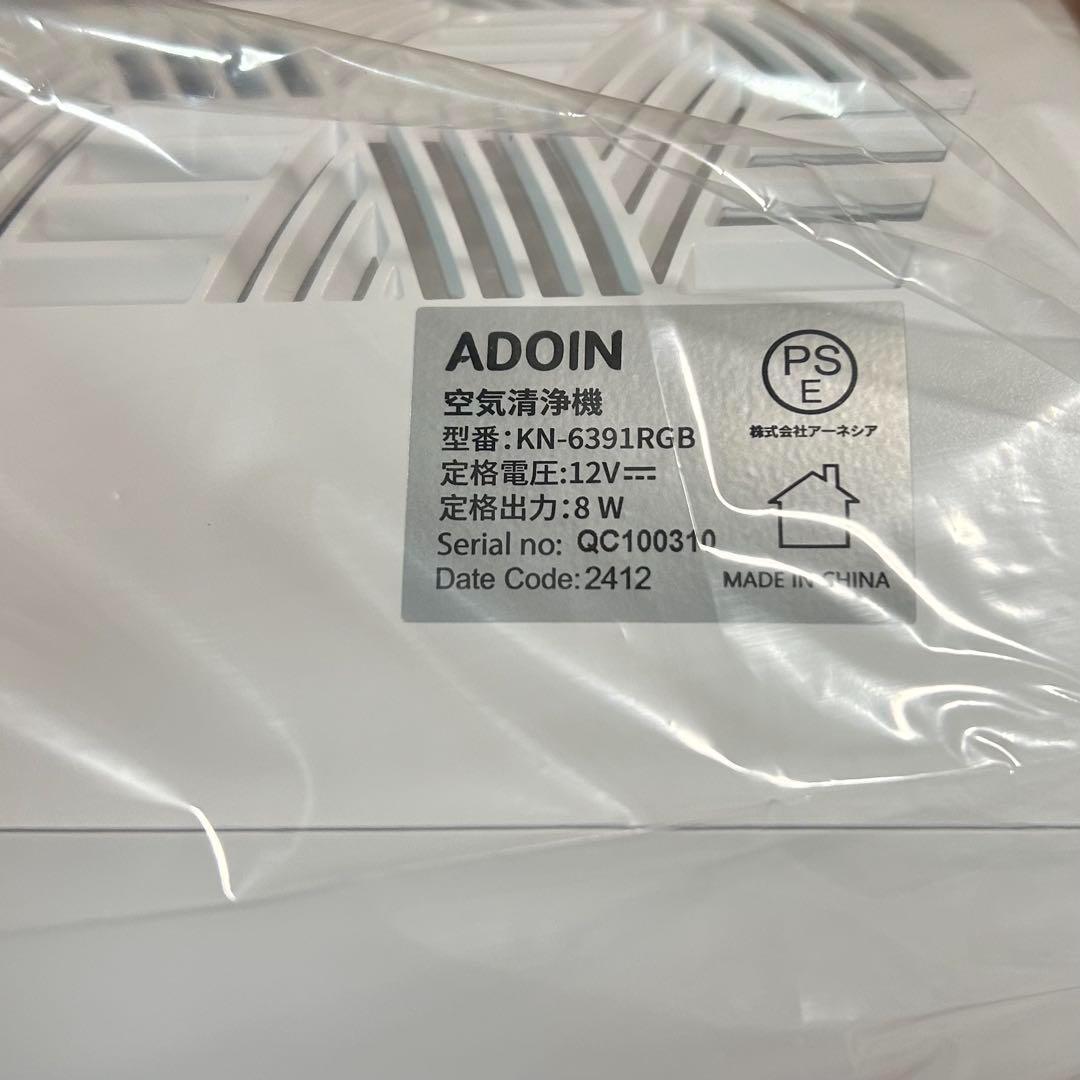 ADOIN
空気清浄機
型番:KN-6391RGB
定格電圧:12V⎓
定格出力:8 W
Serial no: QC100310
Date Code:2412
PS
E
株式会社アーネシア
MADE IN CHINA